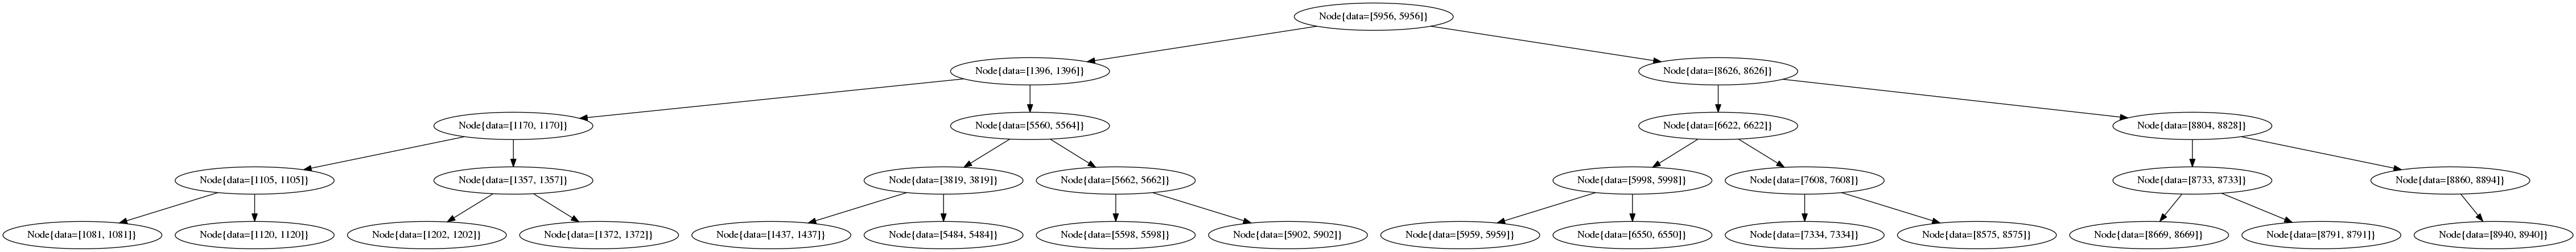 Node{data=[5956, 5956]}
Node{data=[1396, 1396]}
Node{data=[8626, 8626]}
Node{data=[1170, 1170]}
Node{data=[5560, 5564]}
Node{data=[6622, 6622]}
Node{data=[8804, 8828]}
Node{data=[1105, 1105]}
Node{data=[1357, 1357]}
Node{data=[3819, 3819]}
Node{data=[5662, 5662]}
Node{data=[5998, 5998]}
Node{data=[7608, 7608]}
Node{data=[8733, 8733]}
Node{data=[8860, 8894]}
Node{data=[1081, 1081]}
Node{data=[1120, 1120]}
Node{data=[1202, 1202]}
Node{data=[1372, 1372]}
Node{data=[1437, 1437]}
Node{data=[5484, 5484]}
Node{data=[5598, 5598]}
Node{data=[5902, 5902]}
Node{data=[5959, 5959]}
Node{data=[6550, 6550]}
Node{data=[7334, 7334]}
Node{data=[8575, 8575]}
Node{data=[8669, 8669]}
Node{data=[8791, 8791]}
Node{data=[8940, 8940]}